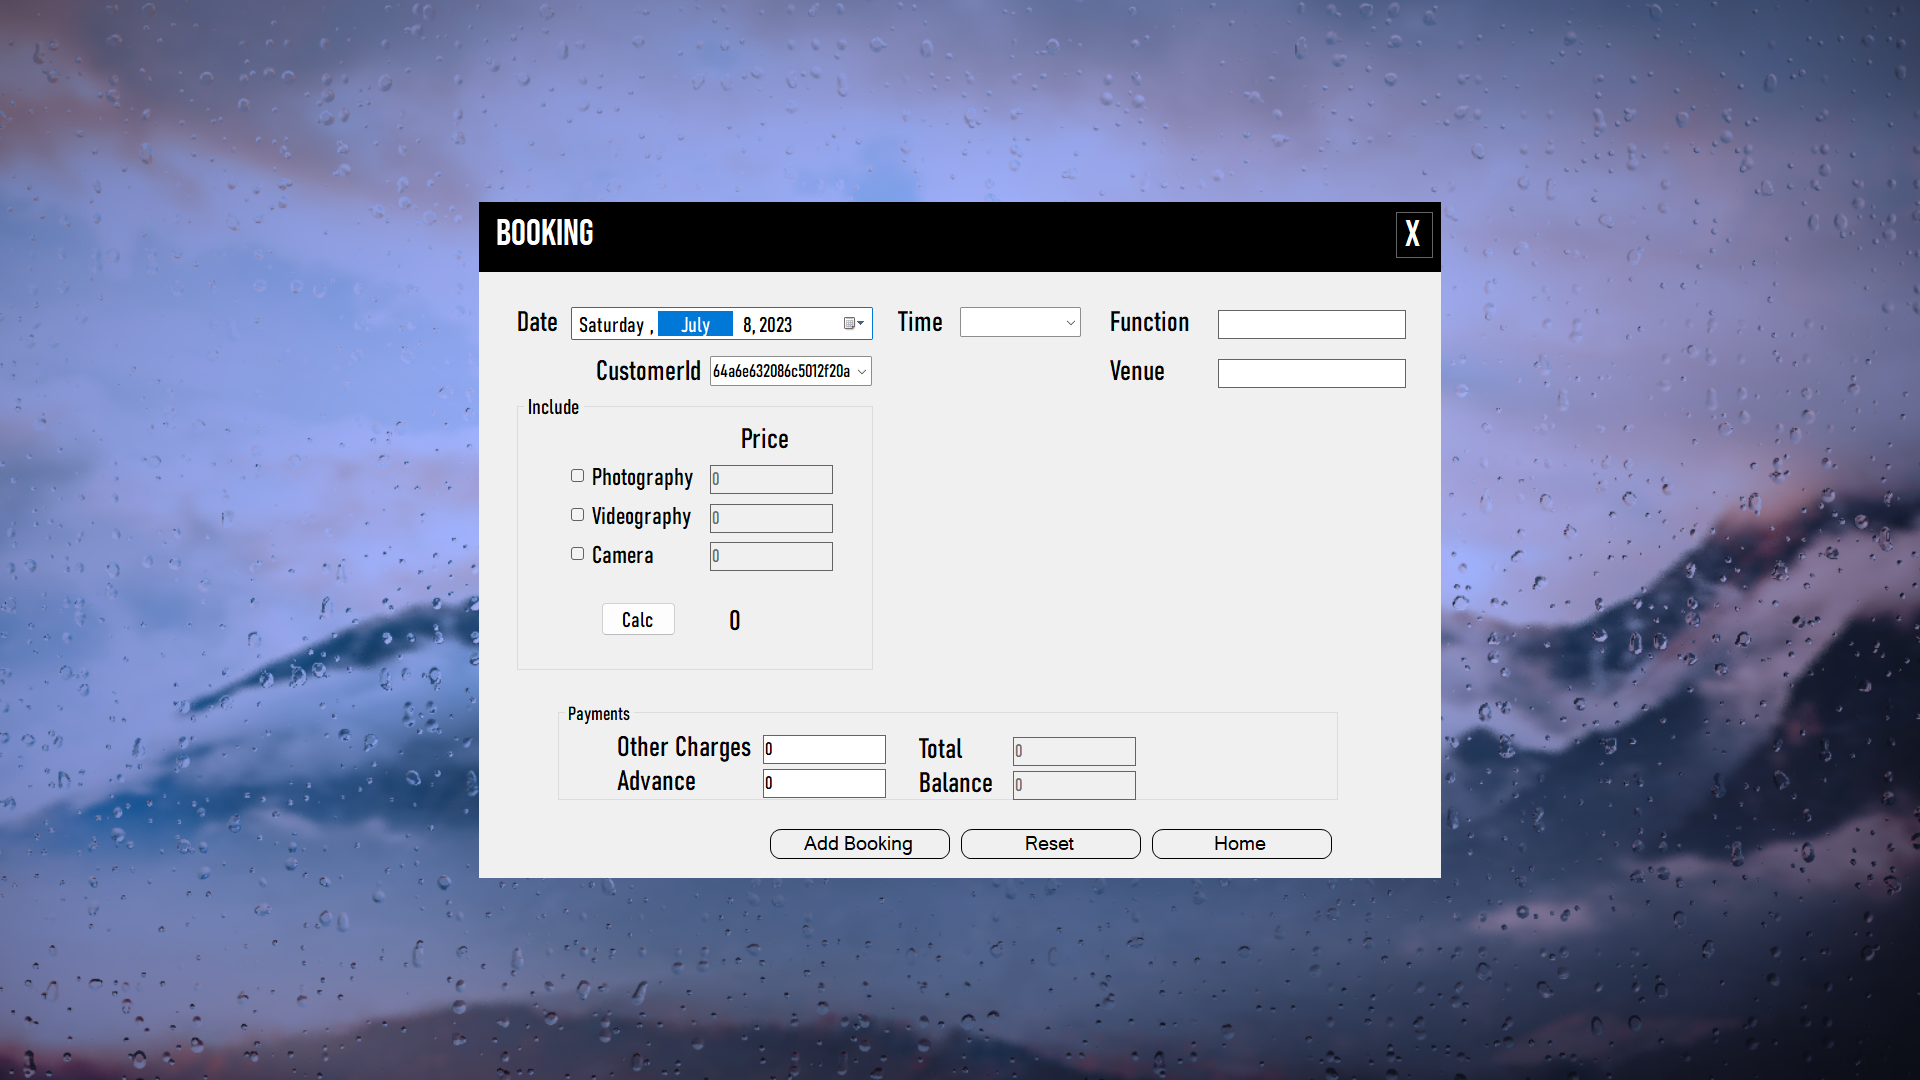 BOOKING X
Date Saturday , July 8, 2023 Time Function
CustomerId 64a6e632086c5012f20a Venue
Include
Price
Photography 0
Videography 0
Camera 0
Calc 0
Payments
Other Charges 0 Total 0
Advance 0 Balance 0
Add Booking Reset Home